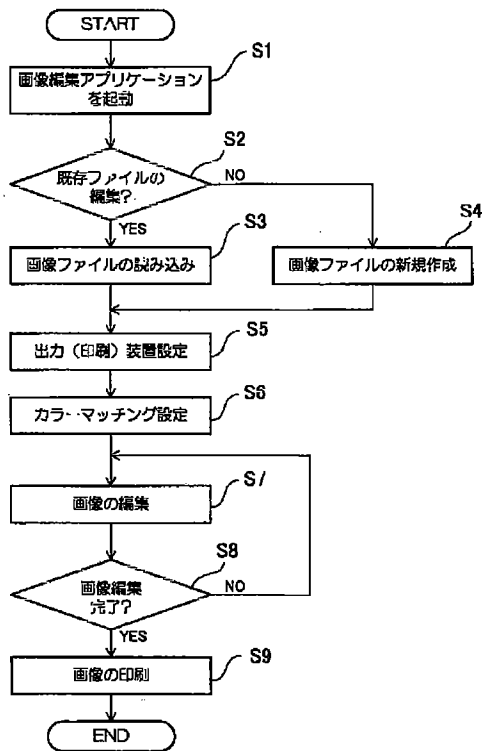 START
S1
画像編集アプリケーション
を起動
S2
既存ファイルの
編集?
NO
YES
S3
画像ファイルの読み込み
S4
画像ファイルの新規作成
S5
出力（印刷）装置設定
S6
カラーマッチング設定
S7
画像の編集
S8
画像編集
完了?
NO
YES
S9
画像の印刷
END